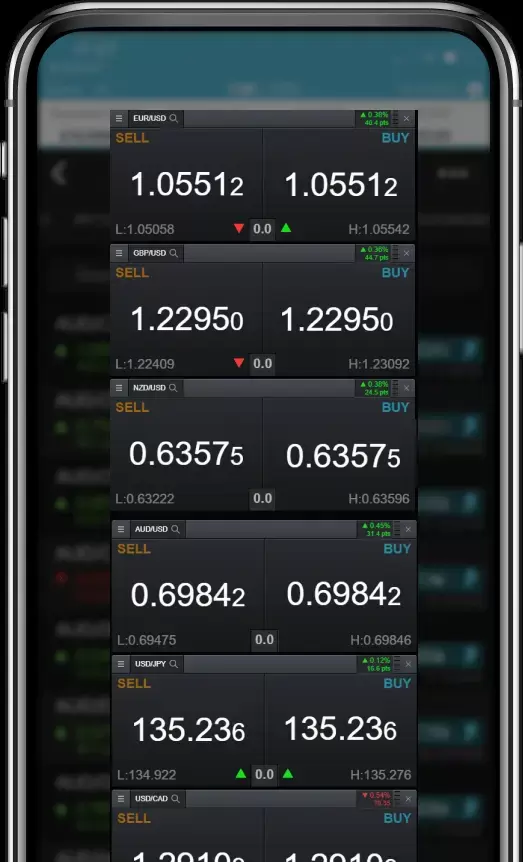 EUR/USD ▲ 0.38%
40.4 pts
SELL BUY
1.05512 1.05512
L:1.05058 ▼ 0.0 ▲ H:1.05542
GBP/USD ▲ 0.36%
44.7 pts
SELL BUY
1.22950 1.22950
L:1.22409 ▼ 0.0 H:1.23092
NZD/USD ▲ 0.38%
24.5 pts
SELL BUY
0.63575 0.63575
L:0.63222 0.0 H:0.63596
AUD/USD ▲ 0.45%
31.4 pts
SELL BUY
0.69842 0.69842
L:0.69475 0.0 H:0.69846
USD/JPY ▲ 0.12%
16.6 pts
SELL BUY
135.236 135.236
L:134.922 ▲ 0.0 ▲ H:135.276
USD/CAD ▼ 0.54%
SELL BUY